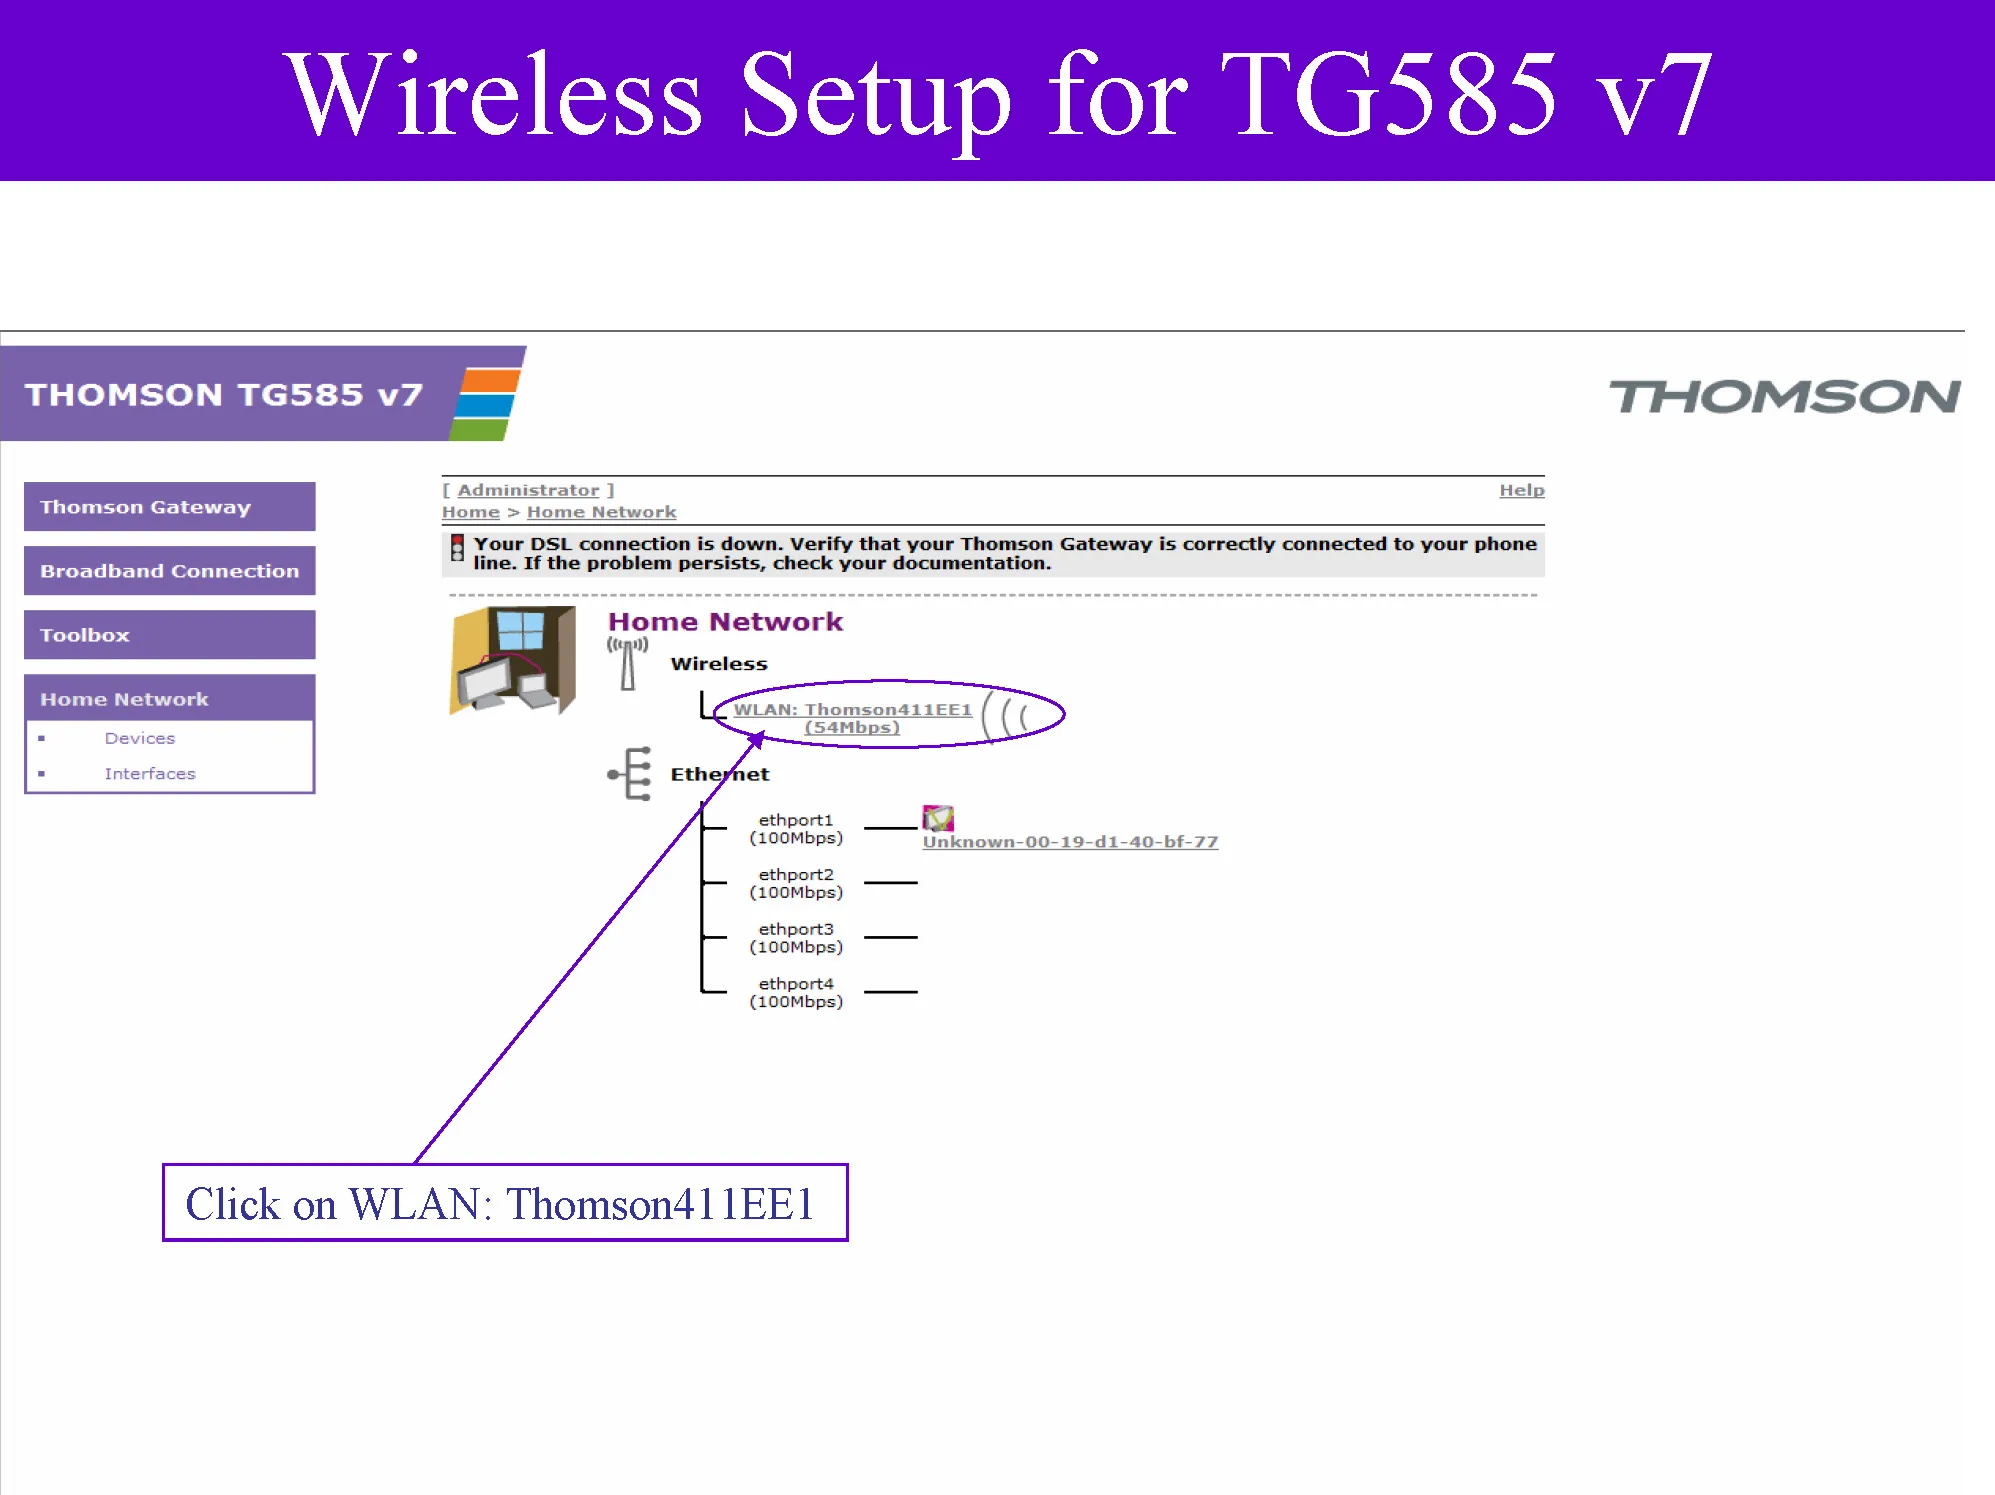 Wireless Setup for TG585 v7
THOMSON TG585 v7
THOMSON
Thomson Gateway
Broadband Connection
Toolbox
Home Network
Devices
Interfaces
[ Administrator ]
Help
Home > Home Network
Your DSL connection is down. Verify that your Thomson Gateway is correctly connected to your phone
line. If the problem persists, check your documentation.
Home Network
Wireless
WLAN: Thomson411EE1
(54Mbps)
Ethernet
ethport1
(100Mbps)
Unknown-00-19-d1-40-bf-77
ethport2
(100Mbps)
ethport3
(100Mbps)
ethport4
(100Mbps)
Click on WLAN: Thomson411EE1